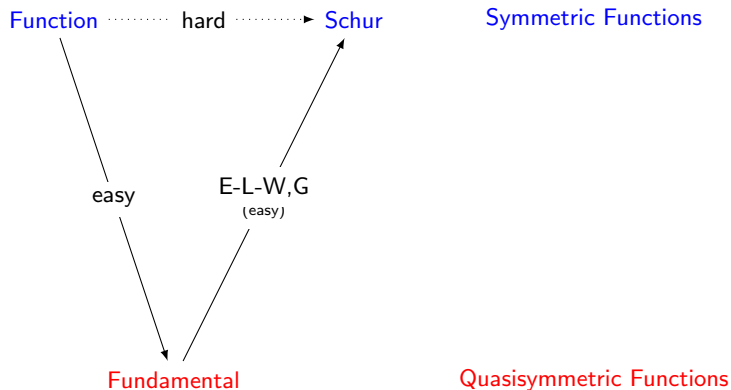 Function hard Schur Symmetric Functions
easy E-L-W,G
(easy)
Fundamental Quasisymmetric Functions